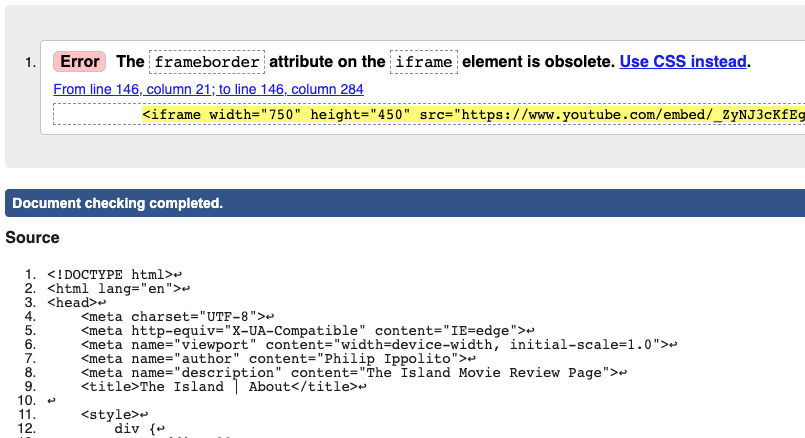 1. Error The frameborder attribute on the iframe element is obsolete. Use CSS instead.
From line 146, column 21; to line 146, column 284
<iframe width="750" height="450" src="https://www.youtube.com/embed/_ZyNJ3cKfEg
Document checking completed.
Source
1. <!DOCTYPE html>↩
2. <html lang="en">↩
3. <head>↩
4. <meta charset="UTF-8">↩
5. <meta http-equiv="X-UA-Compatible" content="IE=edge">↩
6. <meta name="viewport" content="width=device-width, initial-scale=1.0">↩
7. <meta name="author" content="Philip Ippolito">↩
8. <meta name="description" content="The Island Movie Review Page">↩
9. <title>The Island | About</title>↩
10. ↩
11. <style>↩
12. div {↩